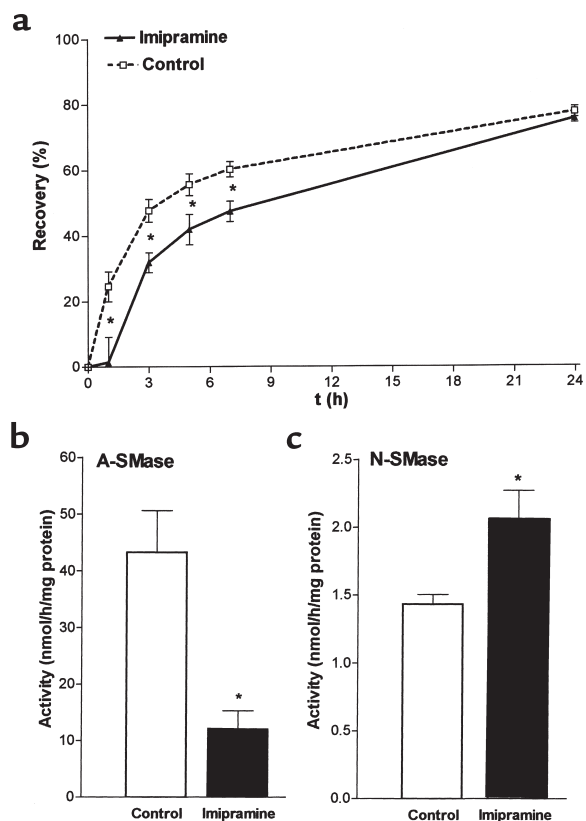 a
Imipramine
Control
Recovery (%)
100
80
60
40
20
0
*
*
*
*
0 3 6 9 12 15 18 21 24
t (h)
b
A-SMase
Activity (nmol/h/mg protein)
60
50
40
30
20
10
0
*
Control Imipramine
c
N-SMase
Activity (nmol/h/mg protein)
2.5
2.0
1.5
1.0
0.5
0.0
*
Control Imipramine